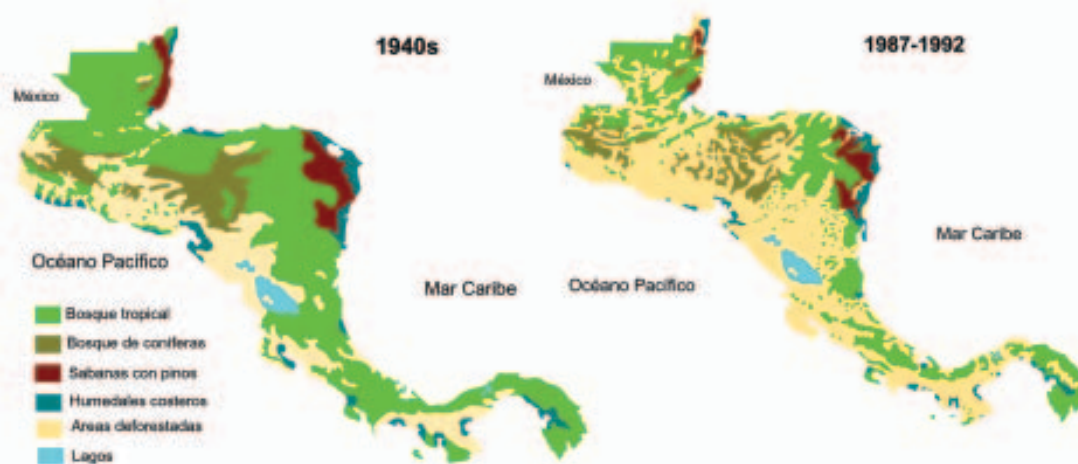 1940s
México
Océano Pacífico
Mar Caribe
Bosque tropical
Bosque de coníferas
Sabanas con pinos
Humedales costeros
Areas deforestadas
Lagos
1987-1992
México
Mar Caribe
Océano Pacífico